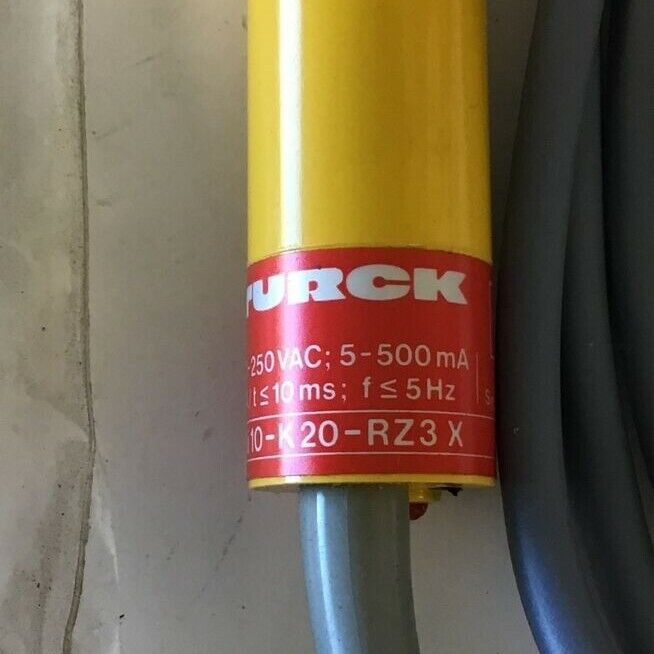 TURCK
-250 VAC; 5-500 mA
t ≤ 10 ms; f ≤ 5 Hz
10-K20-RZ3 X